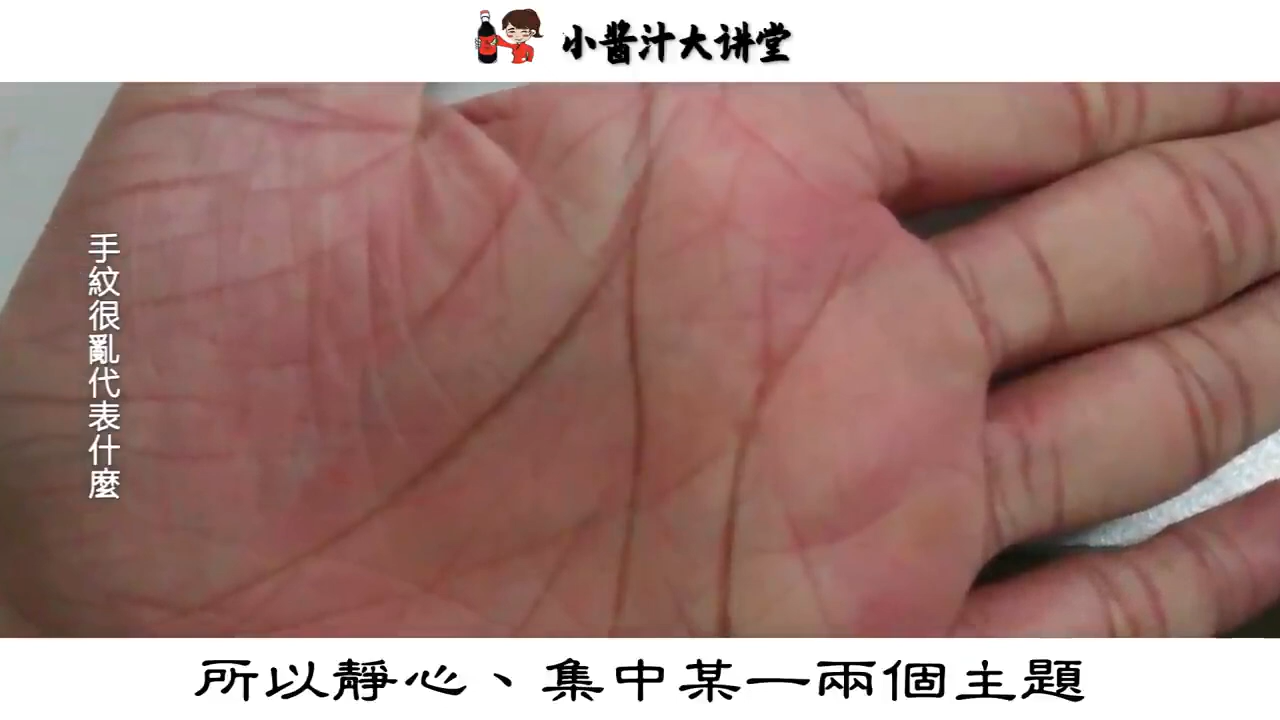 小酱汁大讲堂
手紋很亂代表什麼
所以靜心、集中某一兩個主題